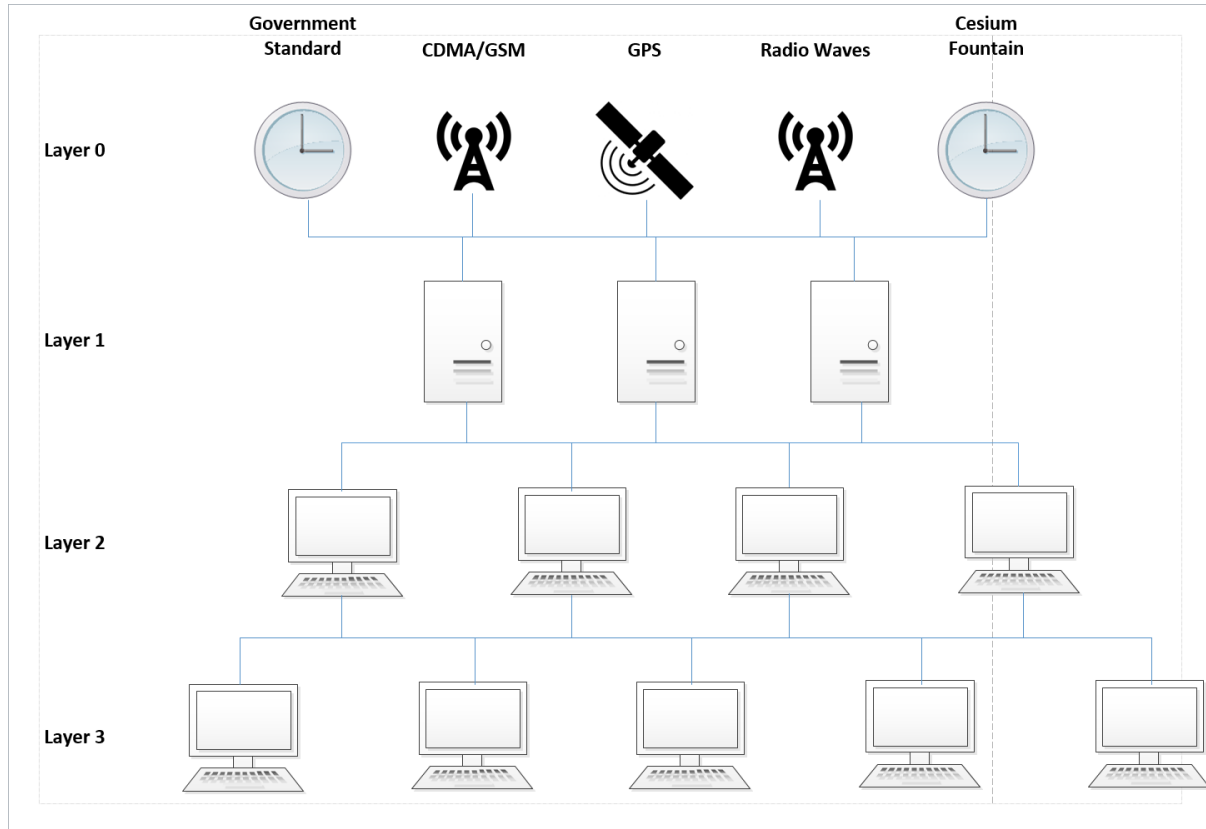 Government
Standard
CDMA/GSM
GPS
Radio Waves
Cesium
Fountain
Layer 0
Layer 1
Layer 2
Layer 3